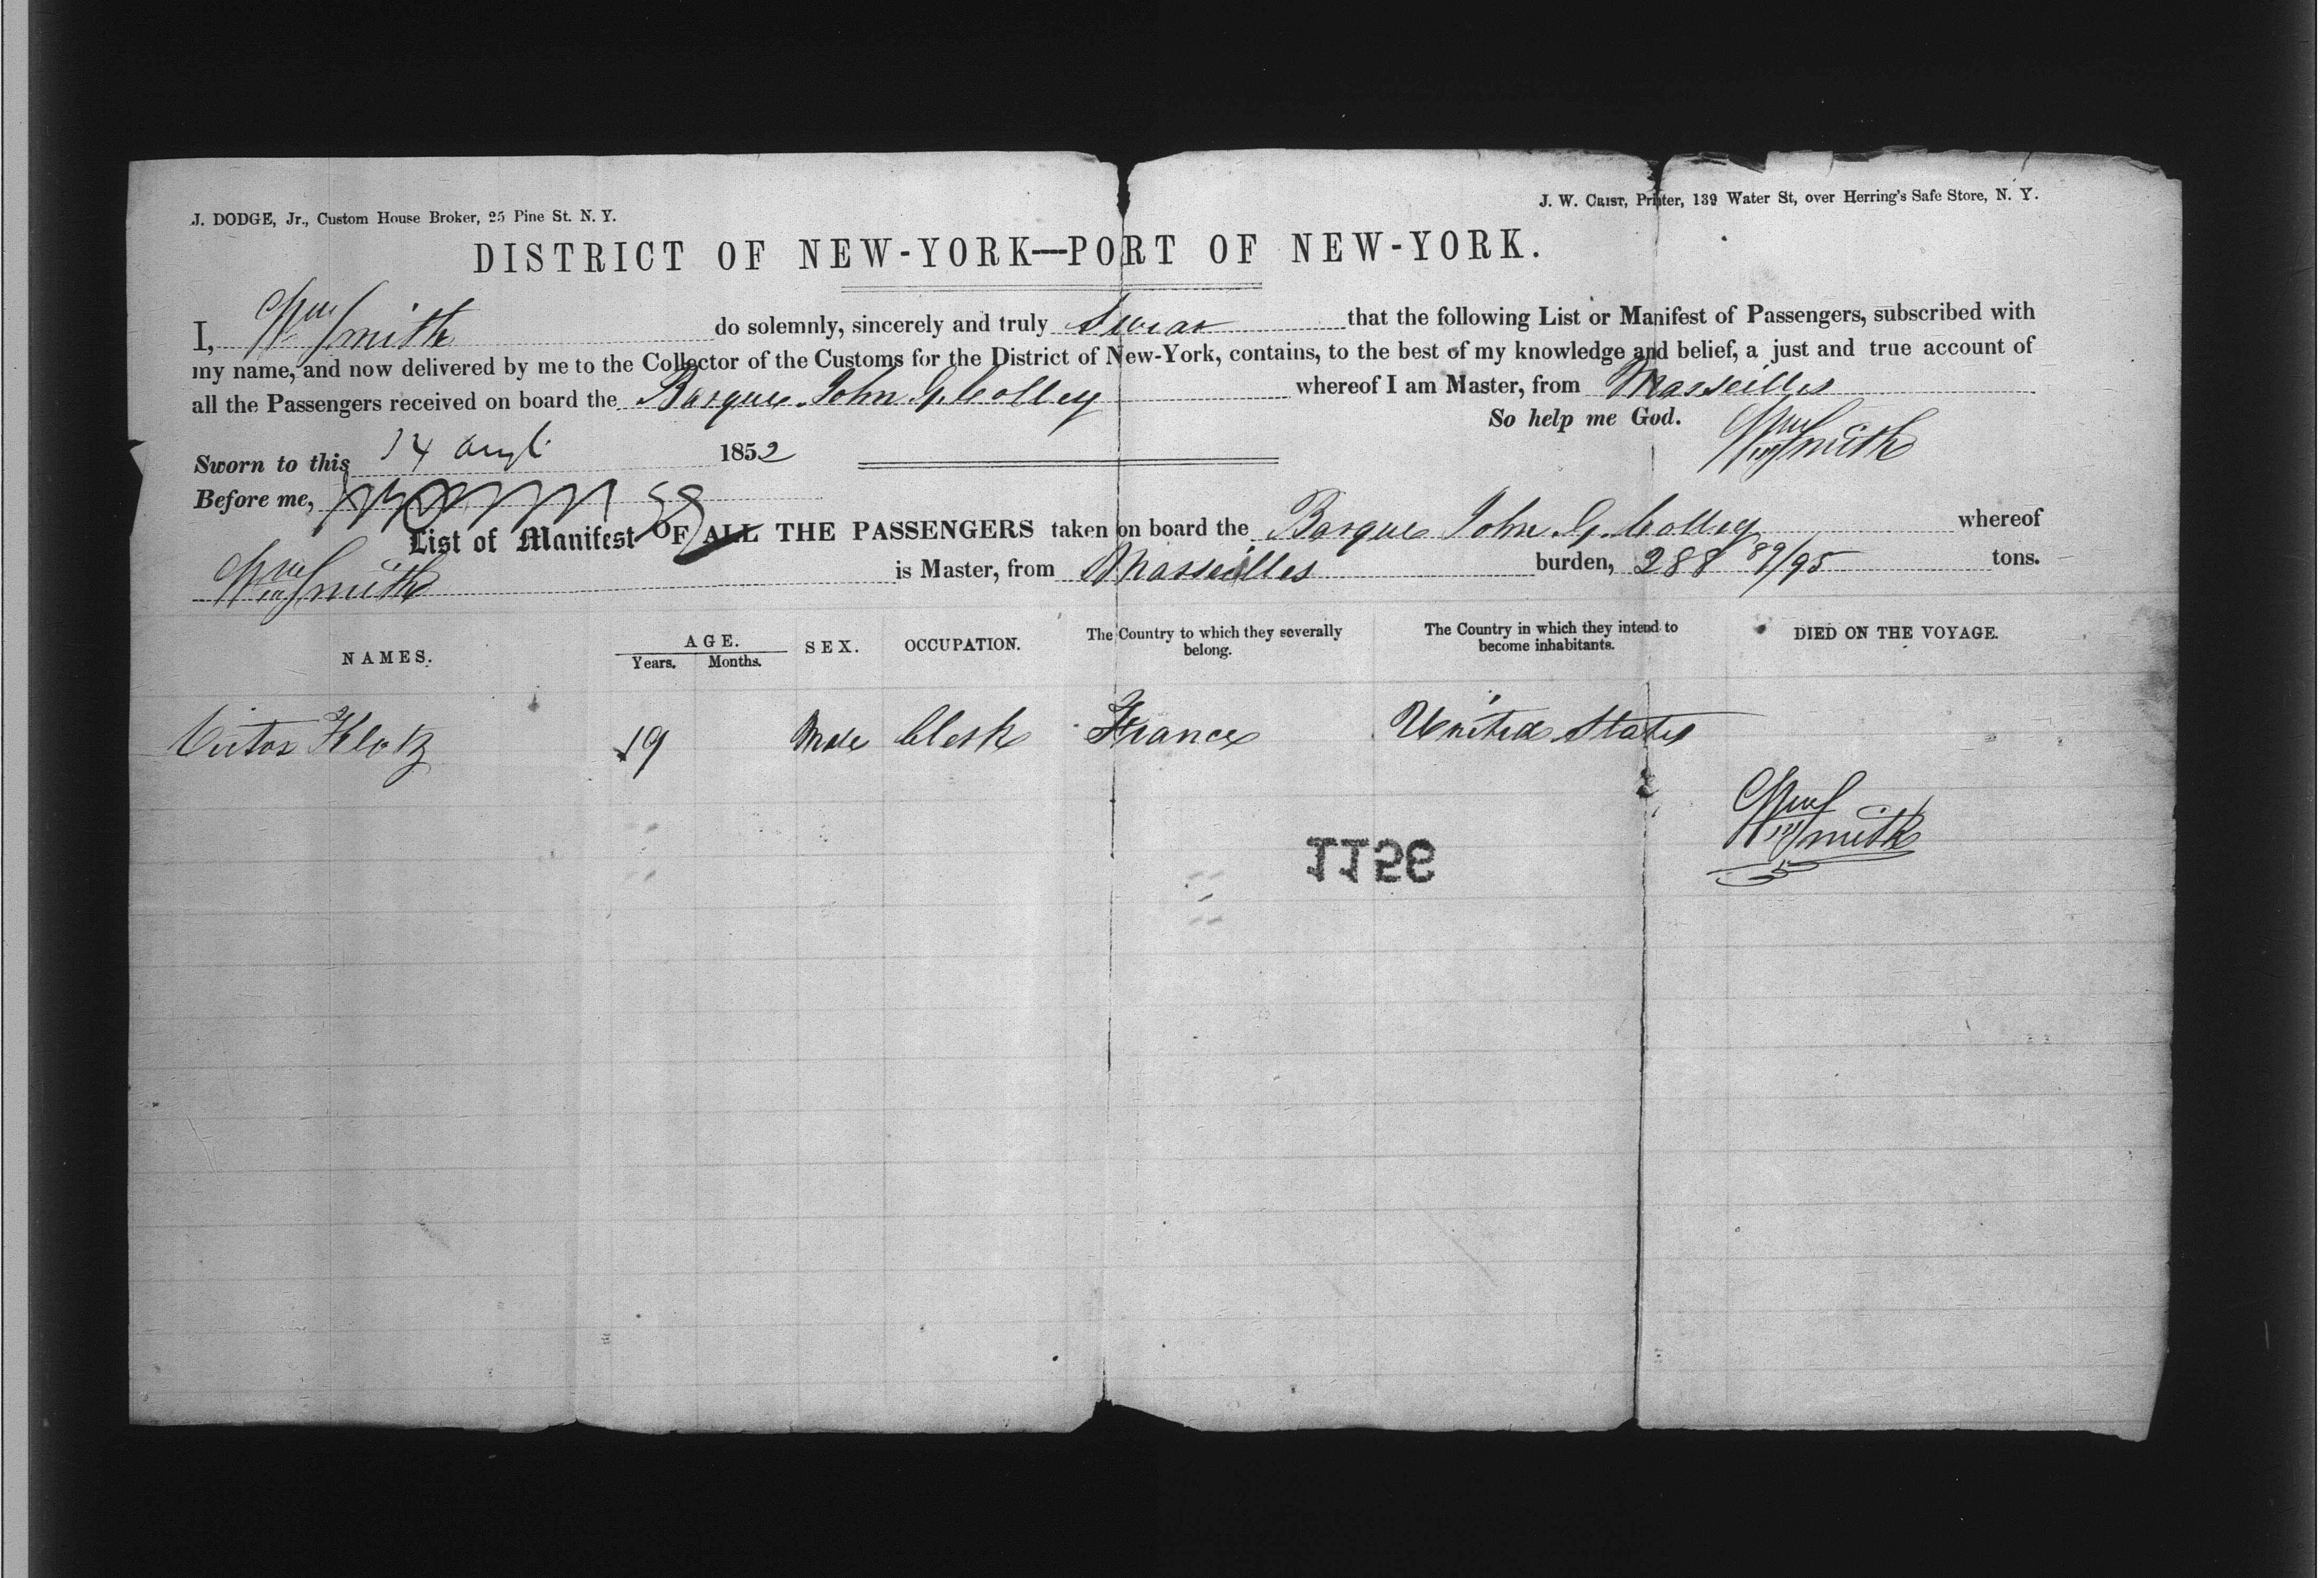 J. DODGE, Jr., Custom House Broker, 25 Pine St. N. Y.
J. W. CRIST, Printer, 139 Water St, over Herring's Safe Store, N. Y.
DISTRICT OF NEW-YORK—PORT OF NEW-YORK.
I, Wm Smith do solemnly, sincerely and truly Swear that the following List or Manifest of Passengers, subscribed with
my name, and now delivered by me to the Collector of the Customs for the District of New-York, contains, to the best of my knowledge and belief, a just and true account of
all the Passengers received on board the Barque John G. Colley whereof I am Master, from Marseilles
So help me God.
Wm Smith
Sworn to this 14 Augt 1852
Before me,
List of Manifest OF ALL THE PASSENGERS taken on board the Barque John G. Colley whereof
Wm Smith is Master, from Marseilles burden, 288 89/95 tons.
NAMES. AGE. Years. Months. SEX. OCCUPATION. The Country to which they severally belong. The Country in which they intend to become inhabitants. DIED ON THE VOYAGE.
Victor Klotz 19 Male Clerk France United States
Wm Smith
1156